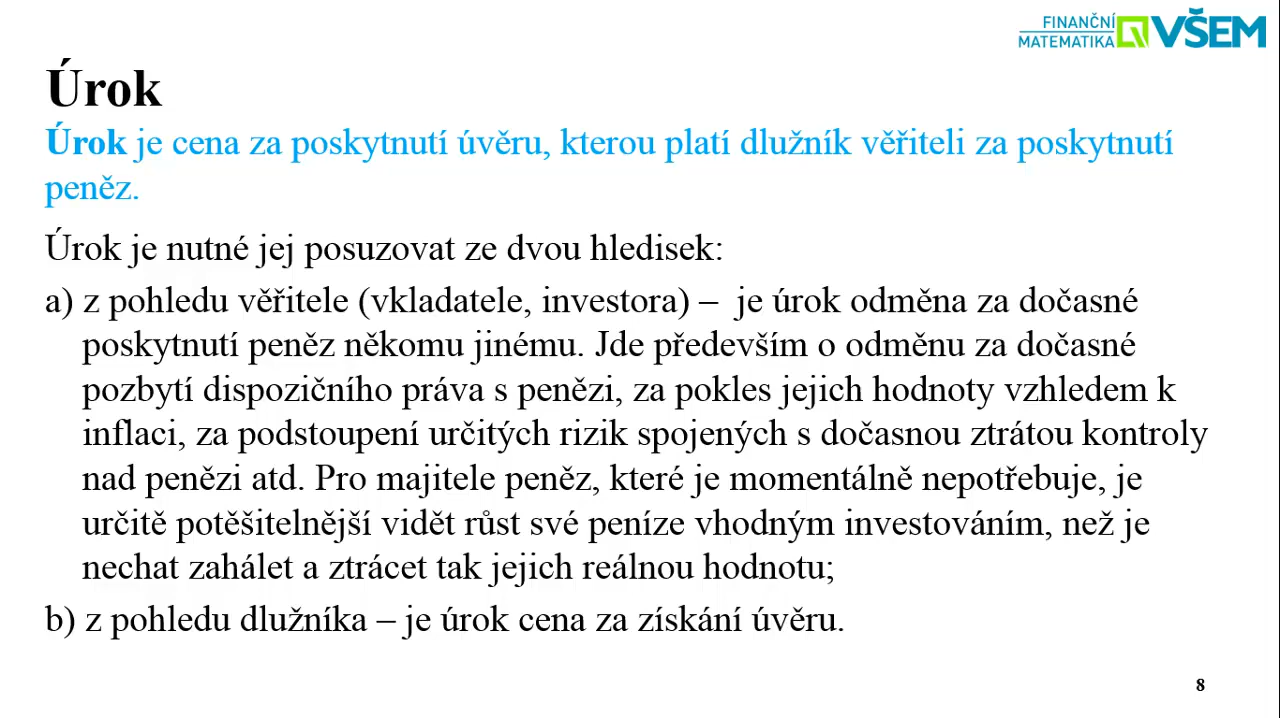 FINANČNÍ
MATEMATIKA VŠEM
Úrok
Úrok je cena za poskytnutí úvěru, kterou platí dlužník věřiteli za poskytnutí
peněz.
Úrok je nutné jej posuzovat ze dvou hledisek:
a) z pohledu věřitele (vkladatele, investora) – je úrok odměna za dočasné
poskytnutí peněz někomu jinému. Jde především o odměnu za dočasné
pozbytí dispozičního práva s penězi, za pokles jejich hodnoty vzhledem k
inflaci, za podstoupení určitých rizik spojených s dočasnou ztrátou kontroly
nad penězi atd. Pro majitele peněz, které je momentálně nepotřebuje, je
určitě potěšitelnější vidět růst své peníze vhodným investováním, než je
nechat zahálet a ztrácet tak jejich reálnou hodnotu;
b) z pohledu dlužníka – je úrok cena za získání úvěru.
8